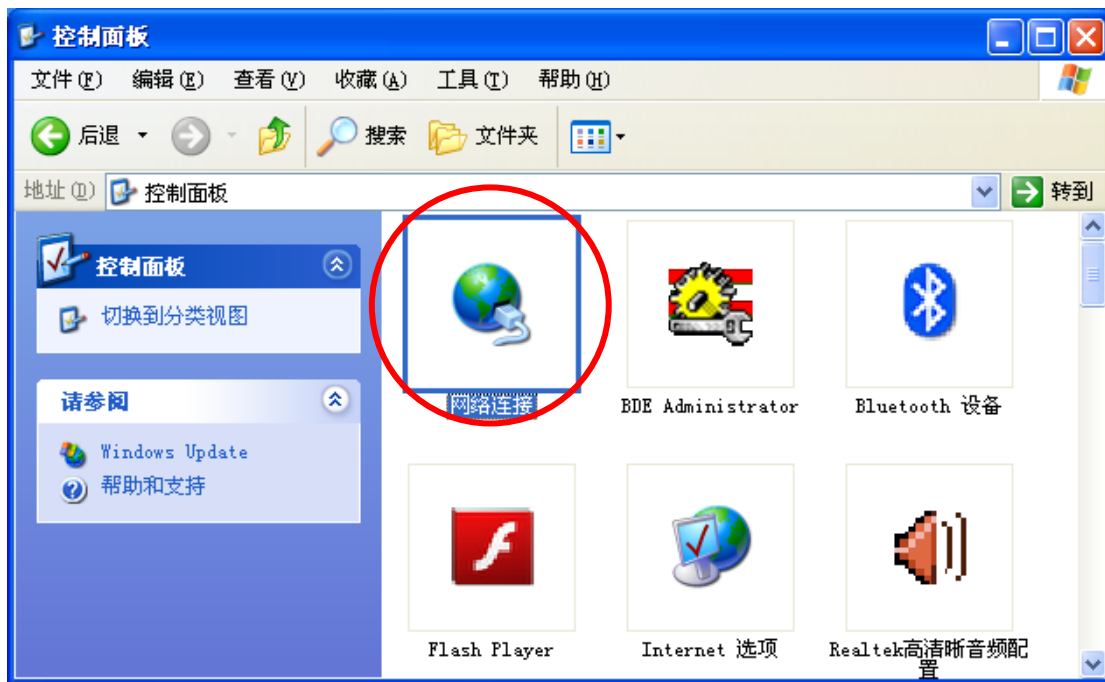 控制面板
文件(F) 编辑(E) 查看(V) 收藏(A) 工具(T) 帮助(H)
后退 搜索 文件夹
地址(D) 控制面板 转到
控制面板
切换到分类视图
请参阅
Windows Update
帮助和支持
网络连接 BDE Administrator Bluetooth 设备
Flash Player Internet 选项 Realtek高清晰音频配
置